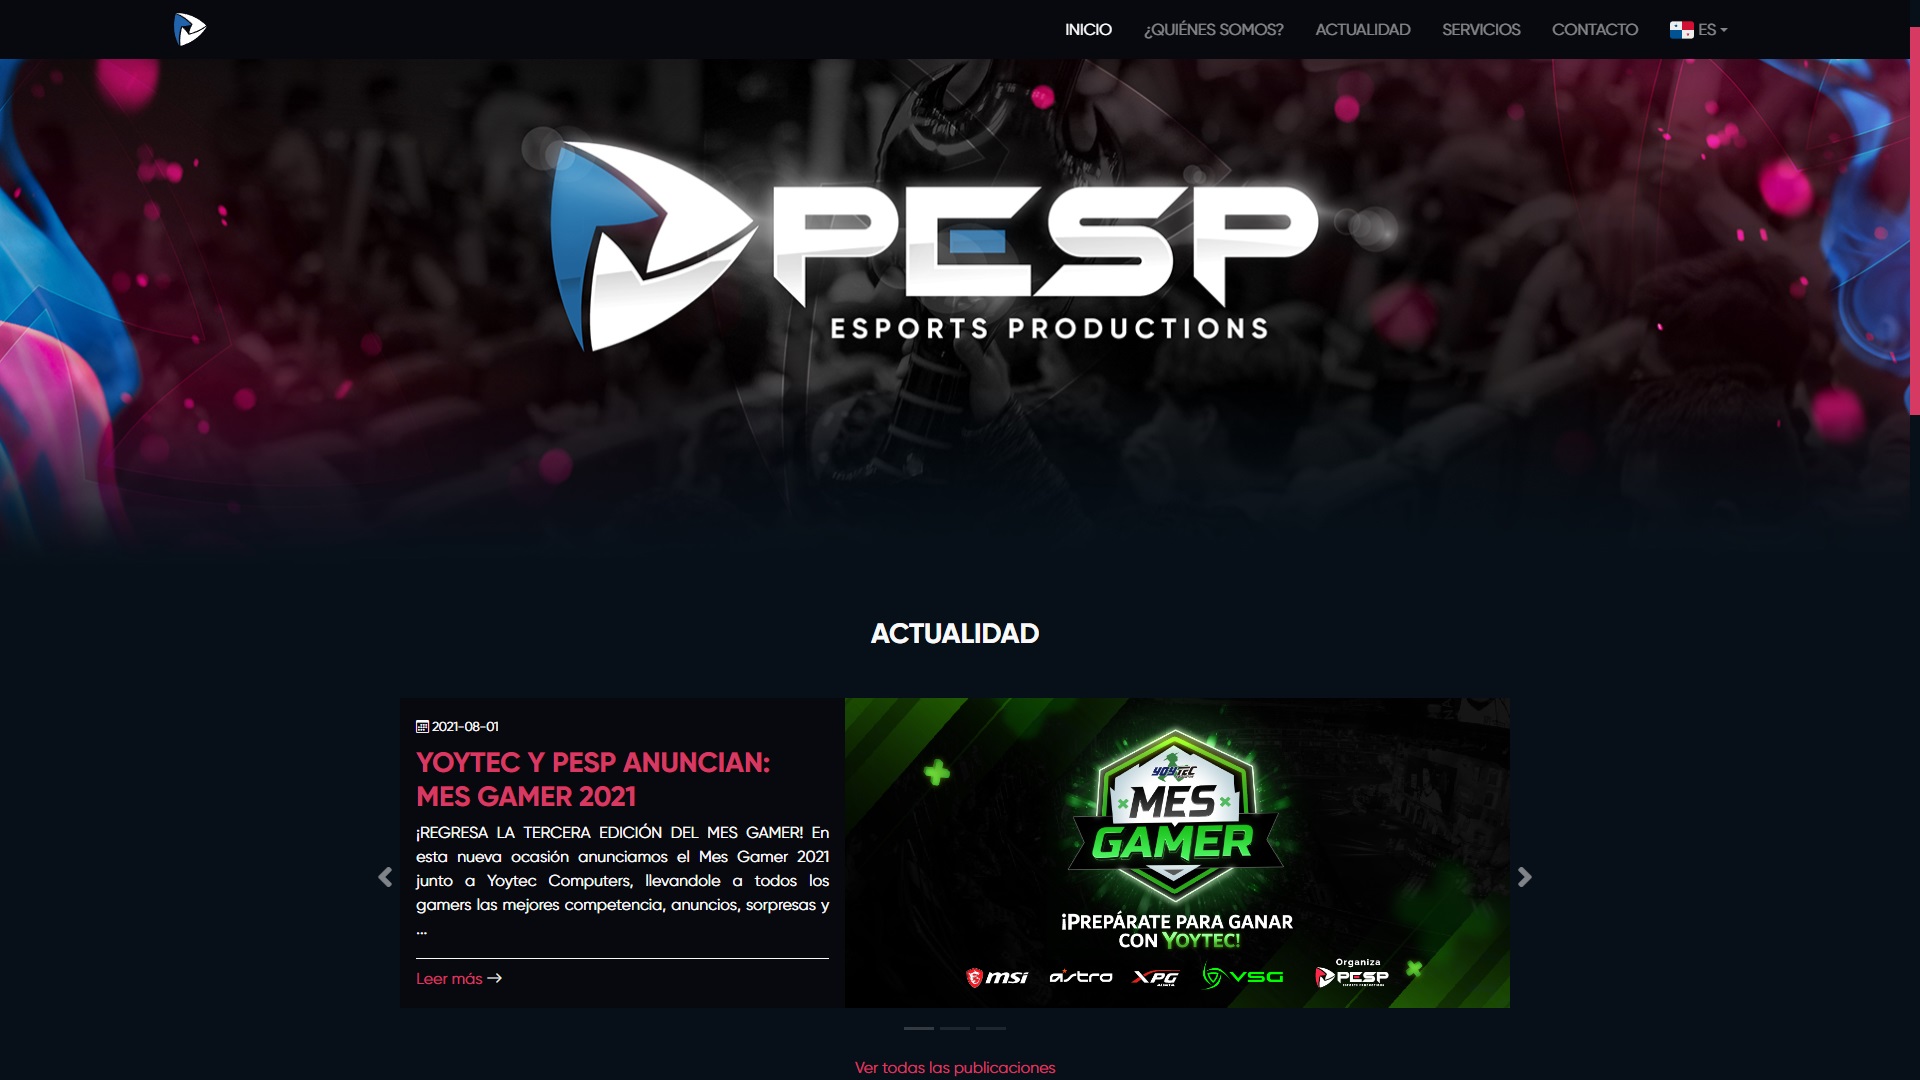 INICIO
¿QUIÉNES SOMOS?
ACTUALIDAD
SERVICIOS
CONTACTO
ES
PESP
ESPORTS PRODUCTIONS
ACTUALIDAD
2021-08-01
YOYTEC Y PESP ANUNCIAN:
MES GAMER 2021
¡REGRESA LA TERCERA EDICIÓN DEL MES GAMER! En
esta nueva ocasión anunciamos el Mes Gamer 2021
junto a Yoytec Computers, llevandole a todos los
gamers las mejores competencia, anuncios, sorpresas y
...
Leer más
YOYTEC
MES
GAMER
¡PREPÁRATE PARA GANAR
CON YOYTEC!
msi
astro
XPG
VSG
Organiza
PESP
Ver todas las publicaciones